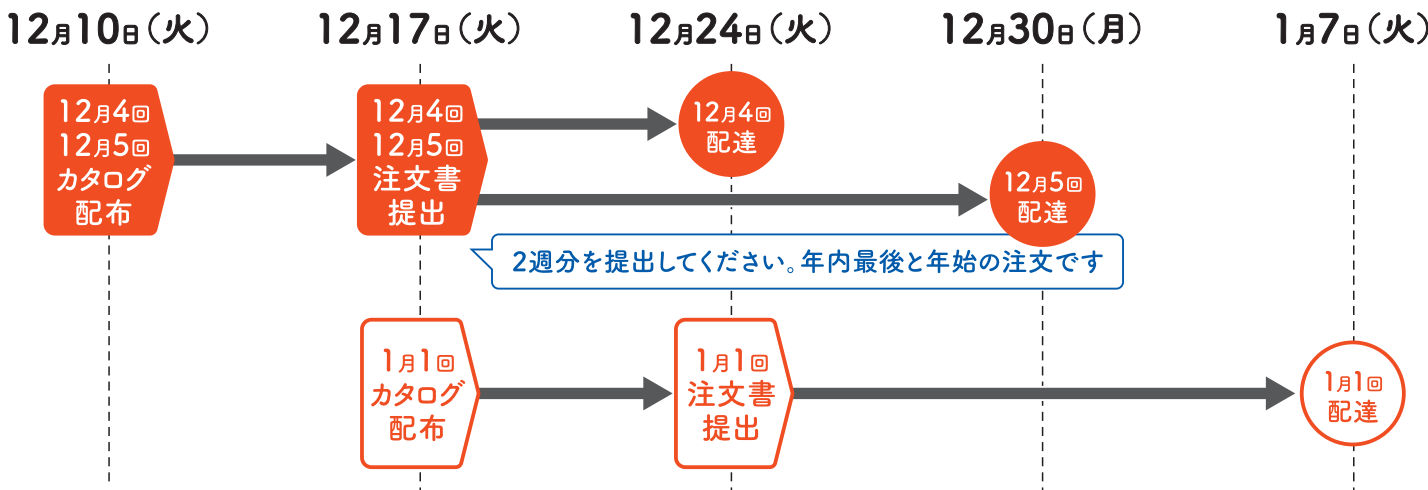 12月10日（火）
12月17日（火）
12月24日（火）
12月30日（月）
1月7日（火）
12月4回
12月5回
カタログ
配布
12月4回
12月5回
注文書
提出
12月4回
配達
12月5回
配達
2週分を提出してください。年内最後と年始の注文です
1月1回
カタログ
配布
1月1回
注文書
提出
1月1回
配達